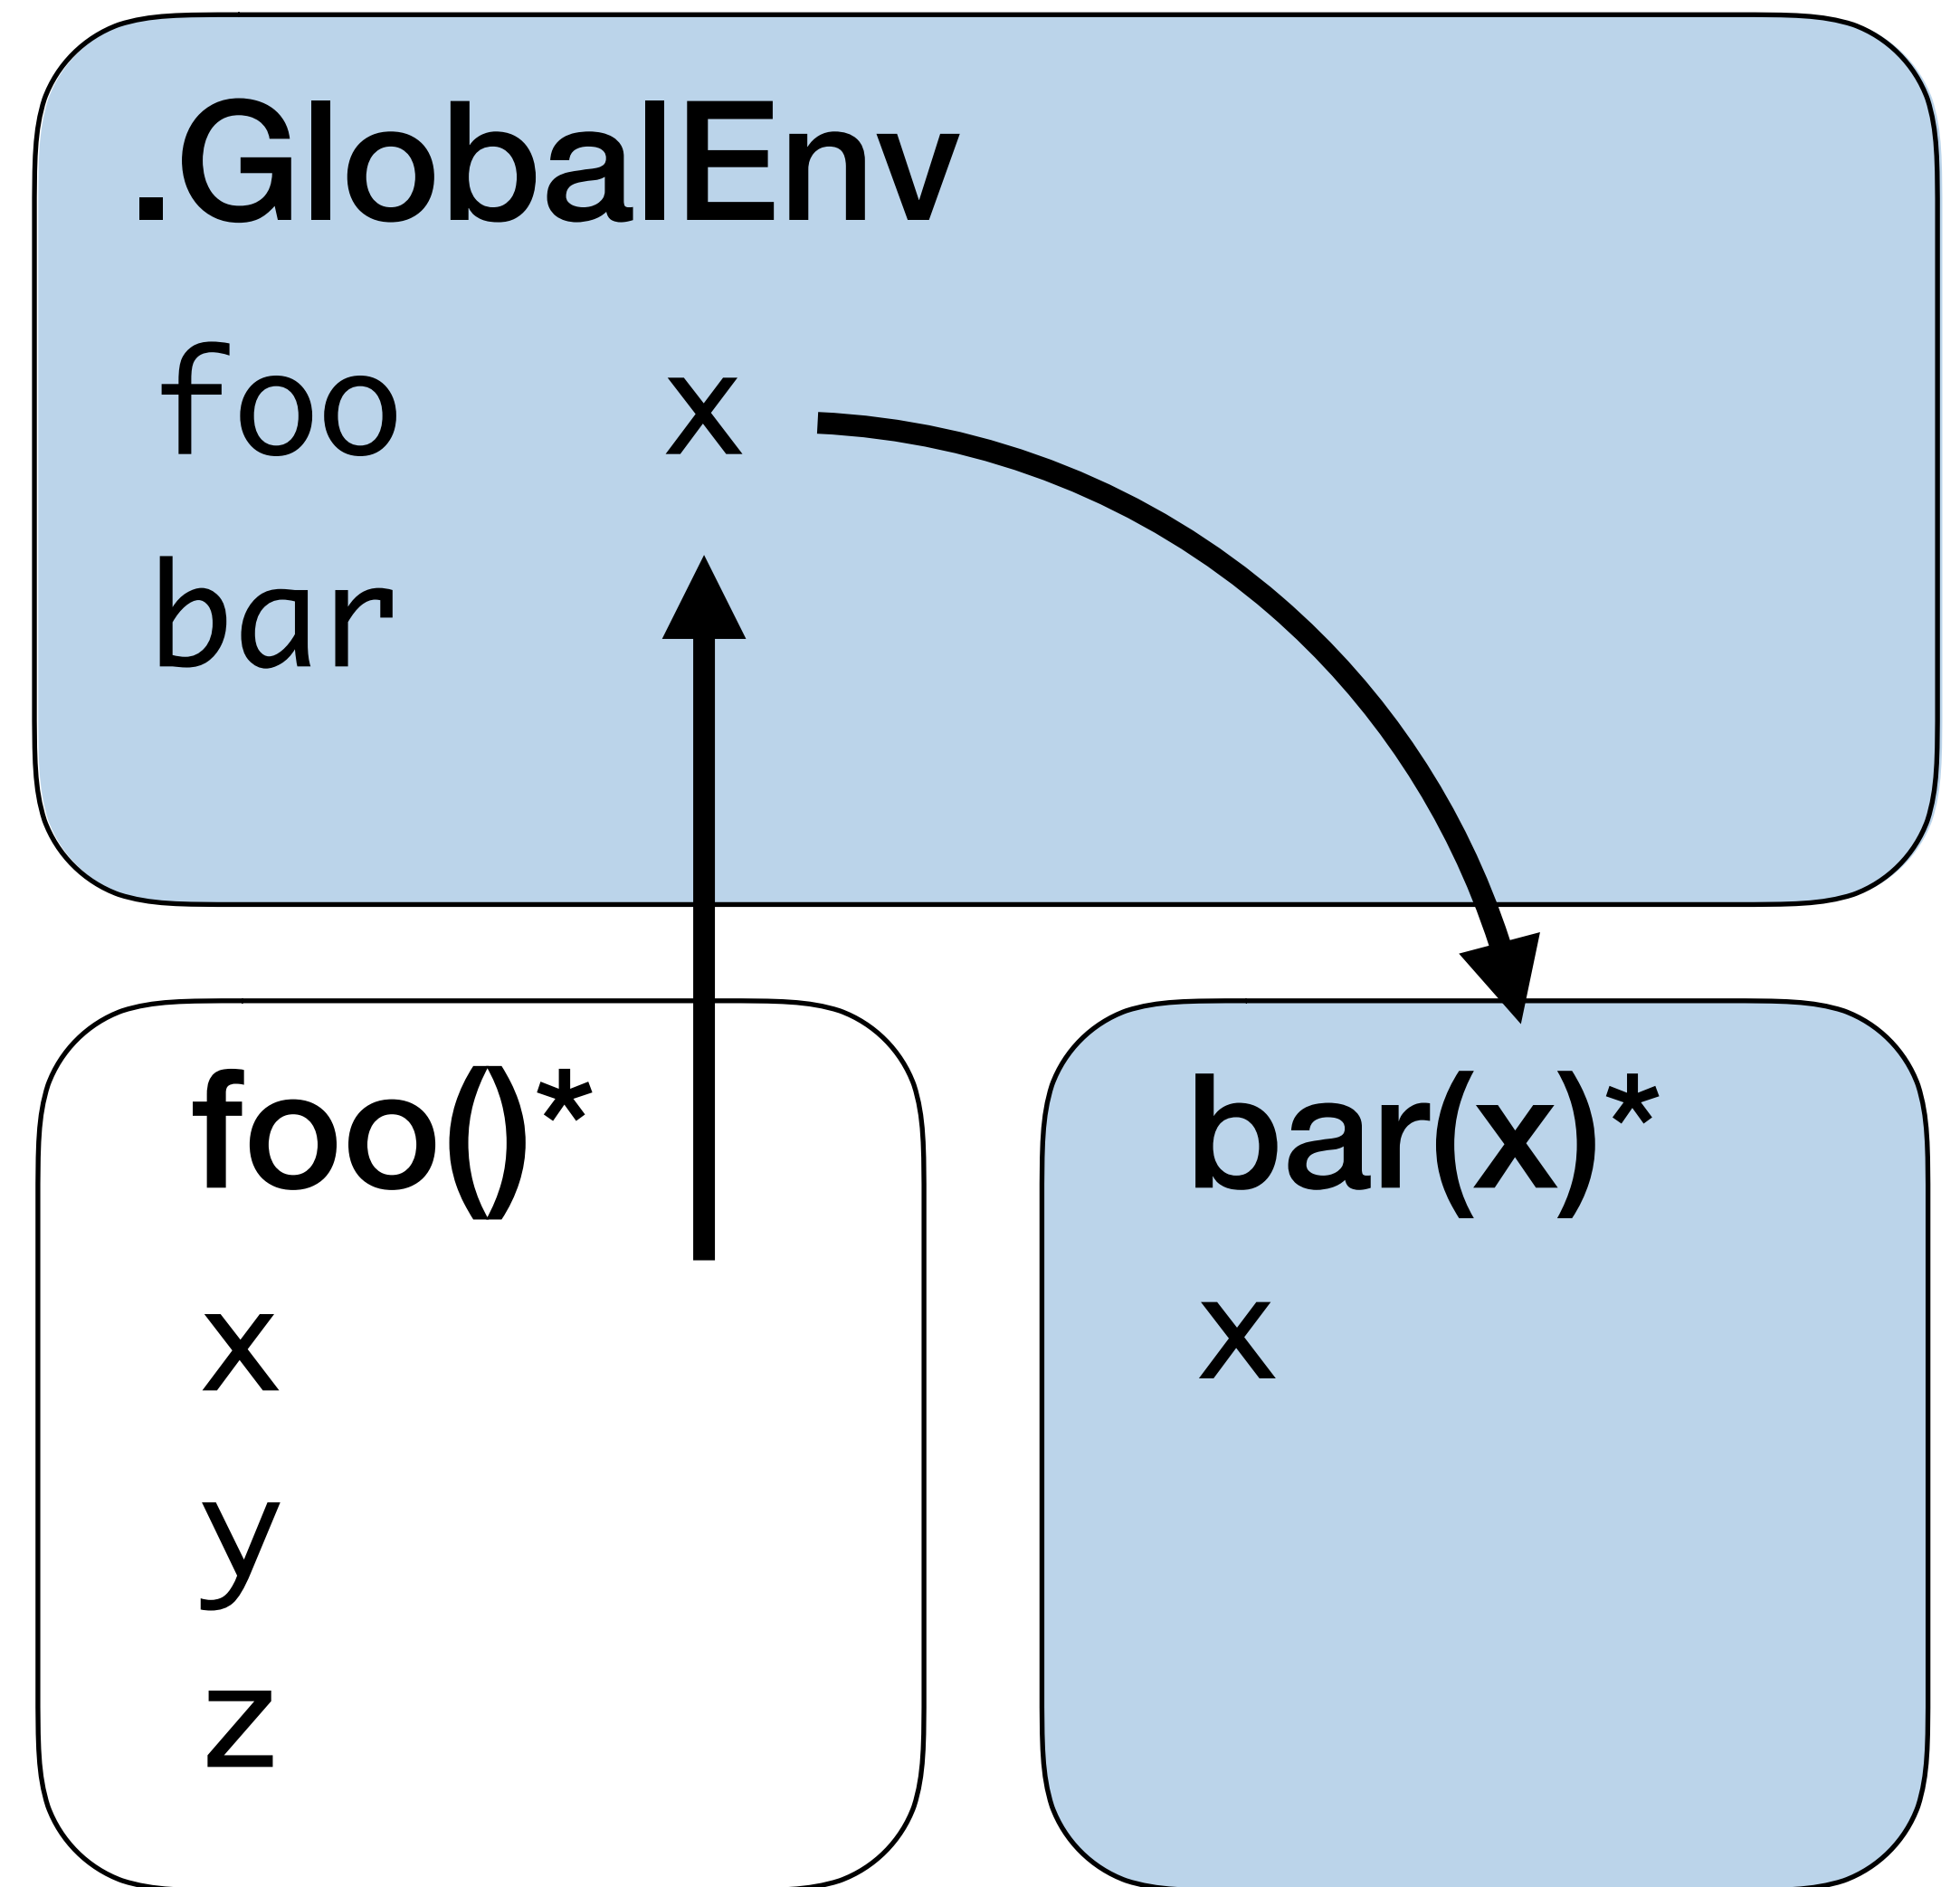 .GlobalEnv
foo x
bar
foo()*
x
y
z
bar(x)*
x